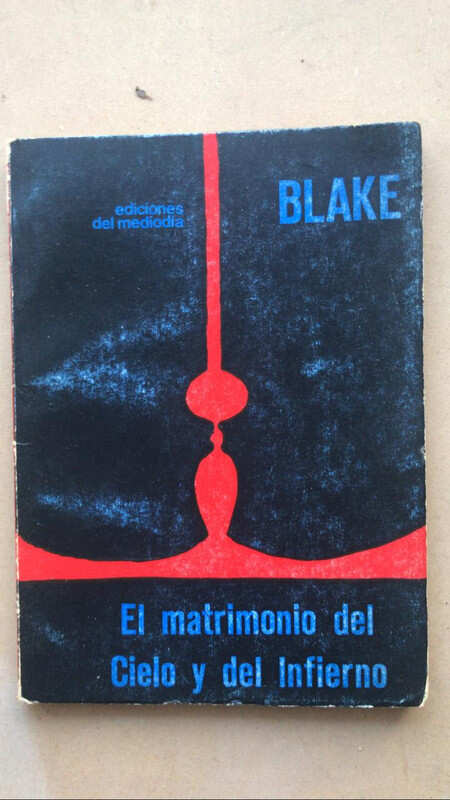 ediciones
del mediodía
BLAKE
El matrimonio del
Cielo y del Infierno